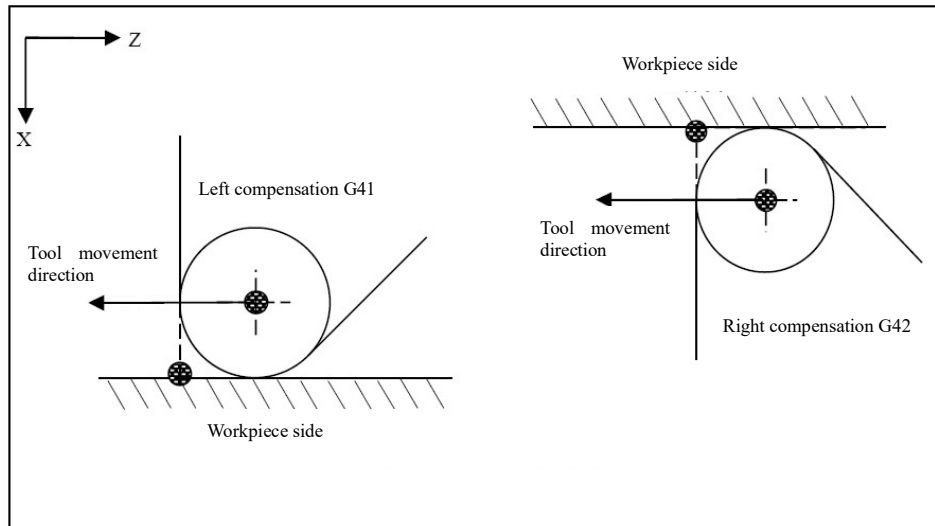 Z
X
Workpiece side
Left compensation G41
Tool movement
direction
Tool movement
direction
Right compensation G42
Workpiece side